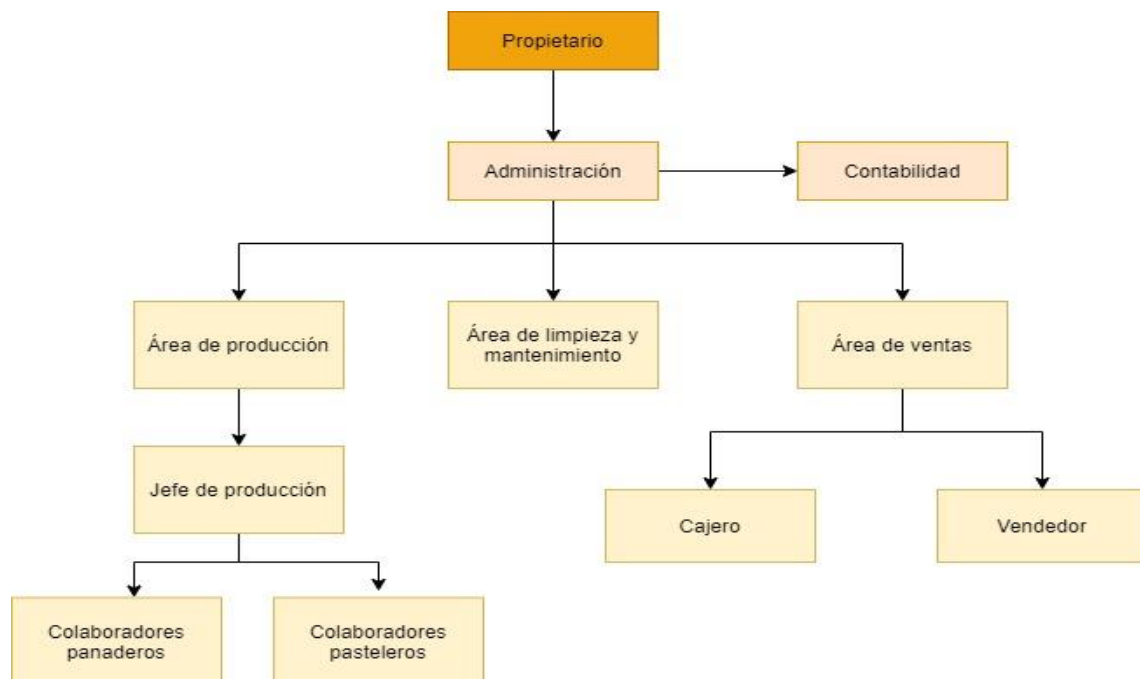 Propietario
Administración
Contabilidad
Área de producción
Área de limpieza y
mantenimiento
Área de ventas
Jefe de producción
Cajero
Vendedor
Colaboradores
panaderos
Colaboradores
pasteleros